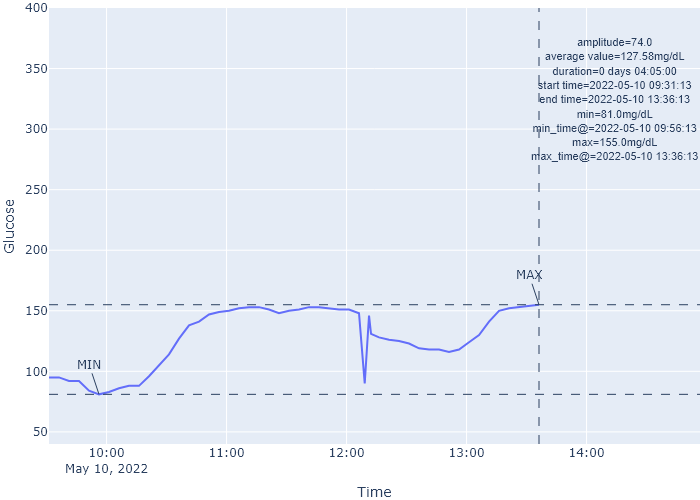 400
350
300
250
200
150
100
50
Glucose
amplitude=74.0
average value=127.58mg/dL
duration=0 days 04:05:00
start time=2022-05-10 09:31:13
end time=2022-05-10 13:36:13
min=81.0mg/dL
min_time@=2022-05-10 09:56:13
max=155.0mg/dL
max_time@=2022-05-10 13:36:13
MAX
MIN
10:00 11:00 12:00 13:00 14:00
May 10, 2022
Time